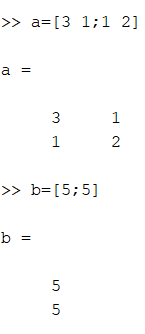 >> a=[3 1;1 2]
a =
3 1
1 2
>> b=[5;5]
b =
5
5